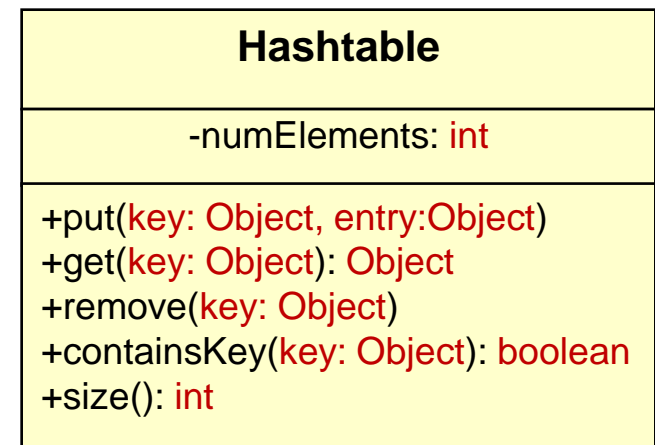 Hashtable
-numElements: int
+put(key: Object, entry:Object)
+get(key: Object): Object
+remove(key: Object)
+containsKey(key: Object): boolean
+size(): int